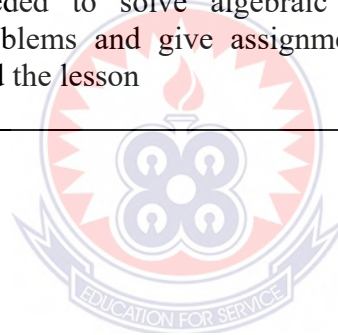 eded to solve algebraic
blems and give assignme
d the lesson
EDUCATION FOR SERVICE